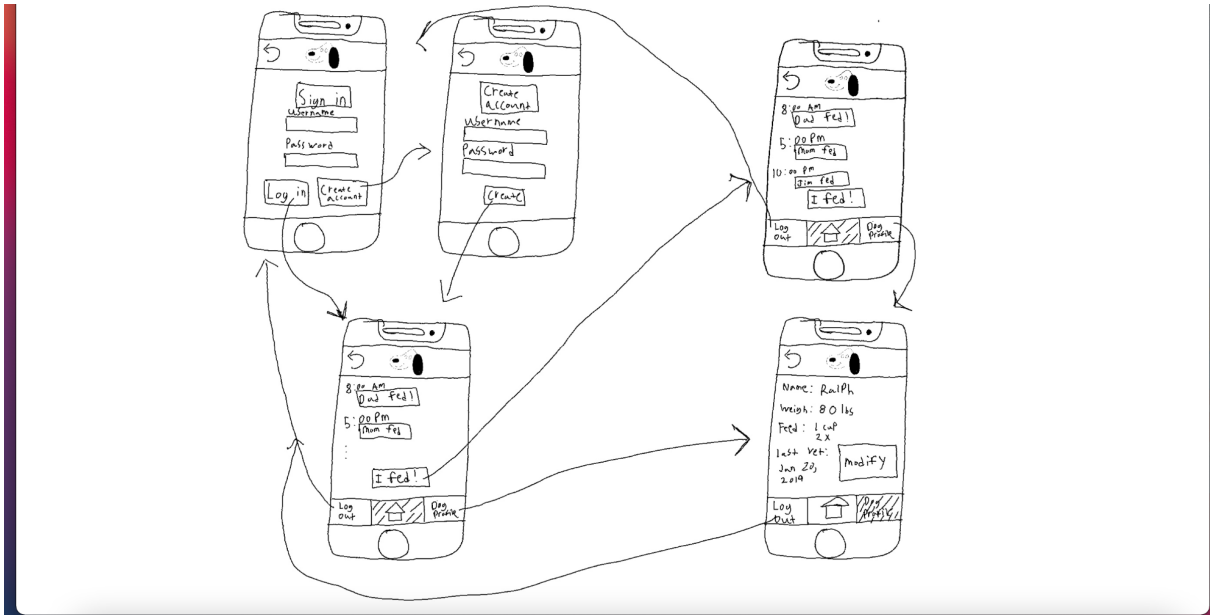 Sign in
Username
Password
Log in
Create
account
Create
account
Username
Password
Create
8:00 AM
Dad fed!
5:00 PM
Mom fed
10:00 PM
Jim fed
I fed!
Log
out
Dog
Profile
8:00 AM
Dad fed!
5:00 PM
Mom fed
I fed!
Log
out
Dog
Profile
Name: Ralph
Weigh: 80 lbs
Feed: 1 cup
2x
last vet:
Jan 20,
2019
Modify
Log
Out
Dog
Profile